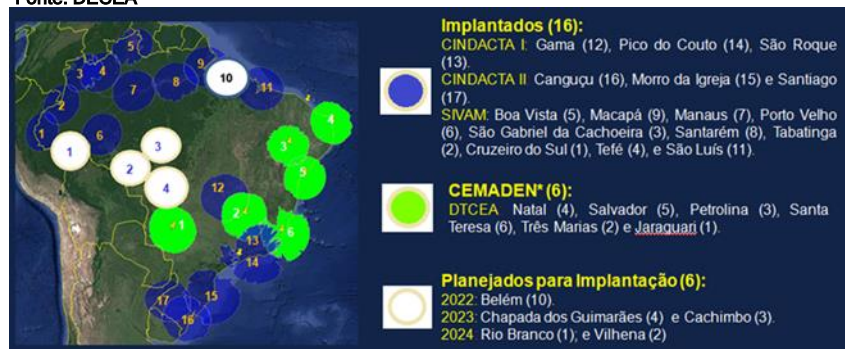 Fonte: DECEA
Implantados (16):
CINDACTA I: Gama (12), Pico do Couto (14), São Roque
(13).
CINDACTA II: Canguçu (16), Morro da Igreja (15) e Santiago
(17).
SIVAM: Boa Vista (5), Macapá (9), Manaus (7), Porto Velho
(6), São Gabriel da Cachoeira (3), Santarém (8), Tabatinga
(2), Cruzeiro do Sul (1), Tefé (4), e São Luís (11).
CEMADEN* (6):
DTCEA: Natal (4), Salvador (5), Petrolina (3), Santa
Teresa (6), Três Marias (2) e Jaraguari (1).
Planejados para Implantação (6):
2022: Belém (10).
2023: Chapada dos Guimarães (4) e Cachimbo (3).
2024: Rio Branco (1); e Vilhena (2)
5
9
3
4
8
10
7
11
2
4
1
6
3
3
1
2
5
4
12
1
2
6
13
14
17
15
16